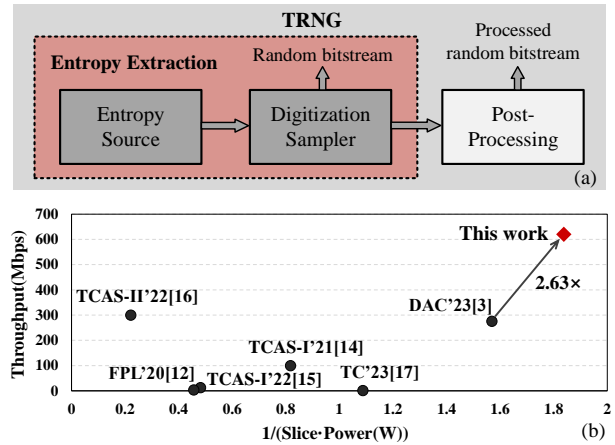 TRNG
Entropy Extraction
Random bitstream
Processed
random bitstream
Entropy
Source
Digitization
Sampler
Post-
Processing
(a)
700
600
500
400
300
200
100
0
Throughput(Mbps)
This work
2.63×
TCAS-II'22[16]
DAC'23[3]
TCAS-I'21[14]
FPL'20[12]
TCAS-I'22[15]
TC'23[17]
0 0.2 0.4 0.6 0.8 1 1.2 1.4 1.6 1.8 2
1/(Slice·Power(W))
(b)